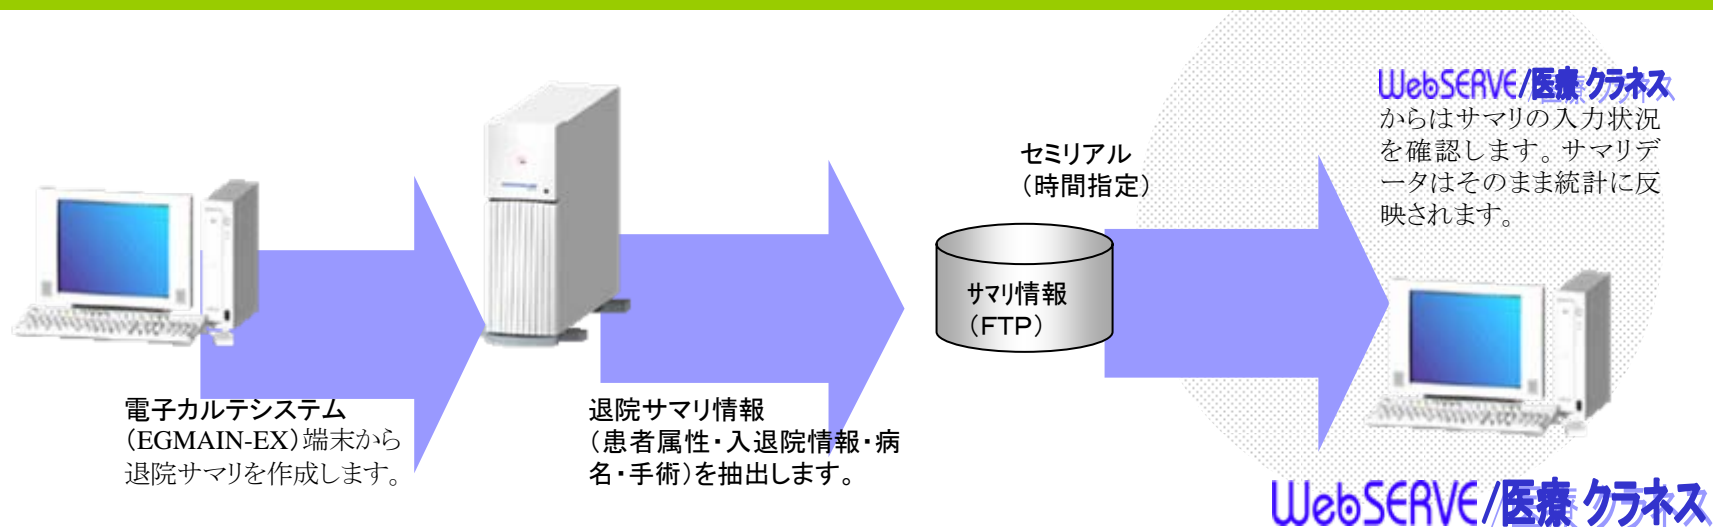 WebSERVE/医療 クラネス
からはサマリの入力状況
を確認します。サマリデ
ータはそのまま統計に反
映されます。
セミリアル
（時間指定）
サマリ情報
（ＦＴＰ）
電子カルテシステム
（EGMAIN-EX）端末から
退院サマリを作成します。
退院サマリ情報
（患者属性・入退院情報・病
名・手術）を抽出します。
WebSERVE/医療 クラネス